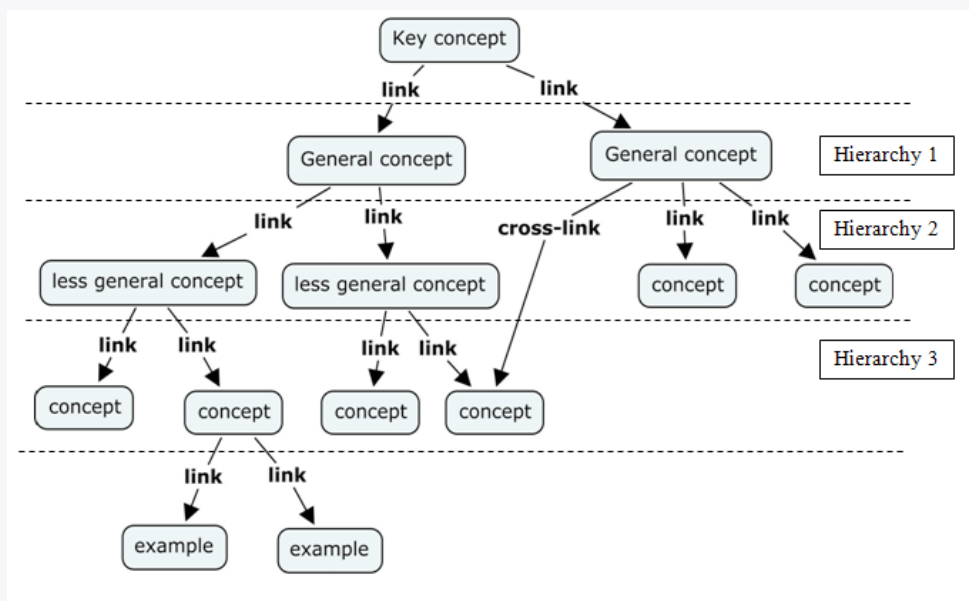 Key concept
link
link
General concept
General concept
Hierarchy 1
link
link
cross-link
link
link
Hierarchy 2
less general concept
less general concept
concept
concept
link
link
link
link
Hierarchy 3
concept
concept
concept
concept
link
link
example
example